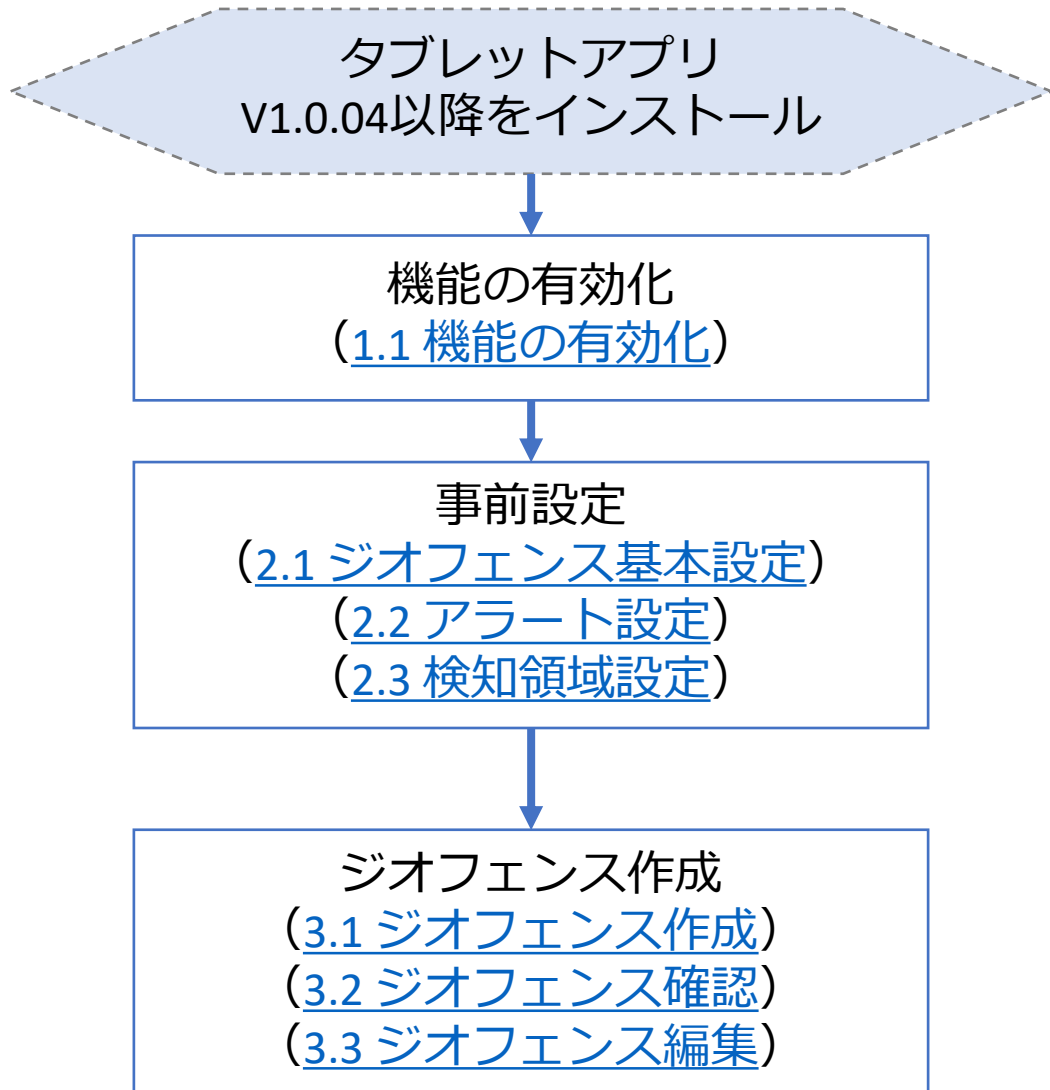 タブレットアプリ
V1.0.04以降をインストール
機能の有効化
（1.1 機能の有効化）
事前設定
（2.1 ジオフェンス基本設定）
（2.2 アラート設定）
（2.3 検知領域設定）
ジオフェンス作成
（3.1 ジオフェンス作成）
（3.2 ジオフェンス確認）
（3.3 ジオフェンス編集）